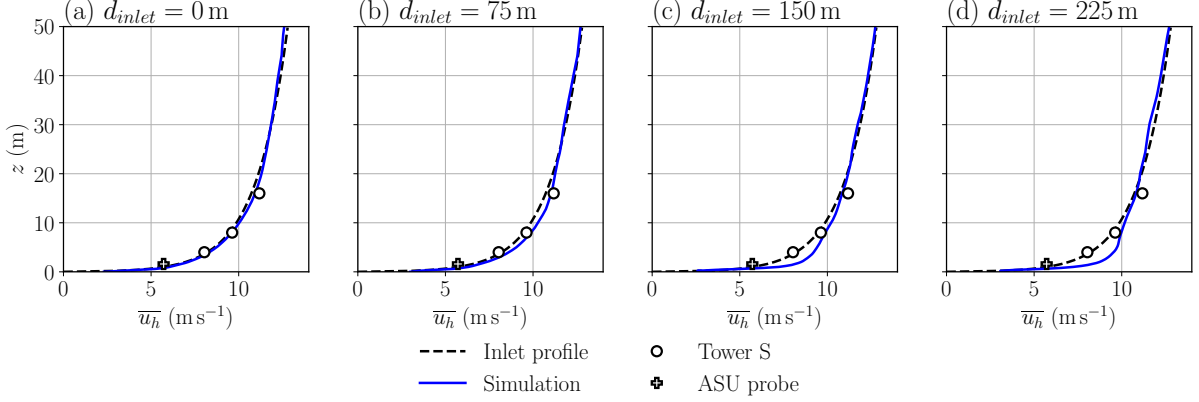 (a) d_inlet = 0 m
(b) d_inlet = 75 m
(c) d_inlet = 150 m
(d) d_inlet = 225 m
50
40
30
20
10
0
z (m)
0 5 10
0 5 10
0 5 10
0 5 10
u_h (m s⁻¹)
u_h (m s⁻¹)
u_h (m s⁻¹)
u_h (m s⁻¹)
Inlet profile
Tower S
Simulation
ASU probe